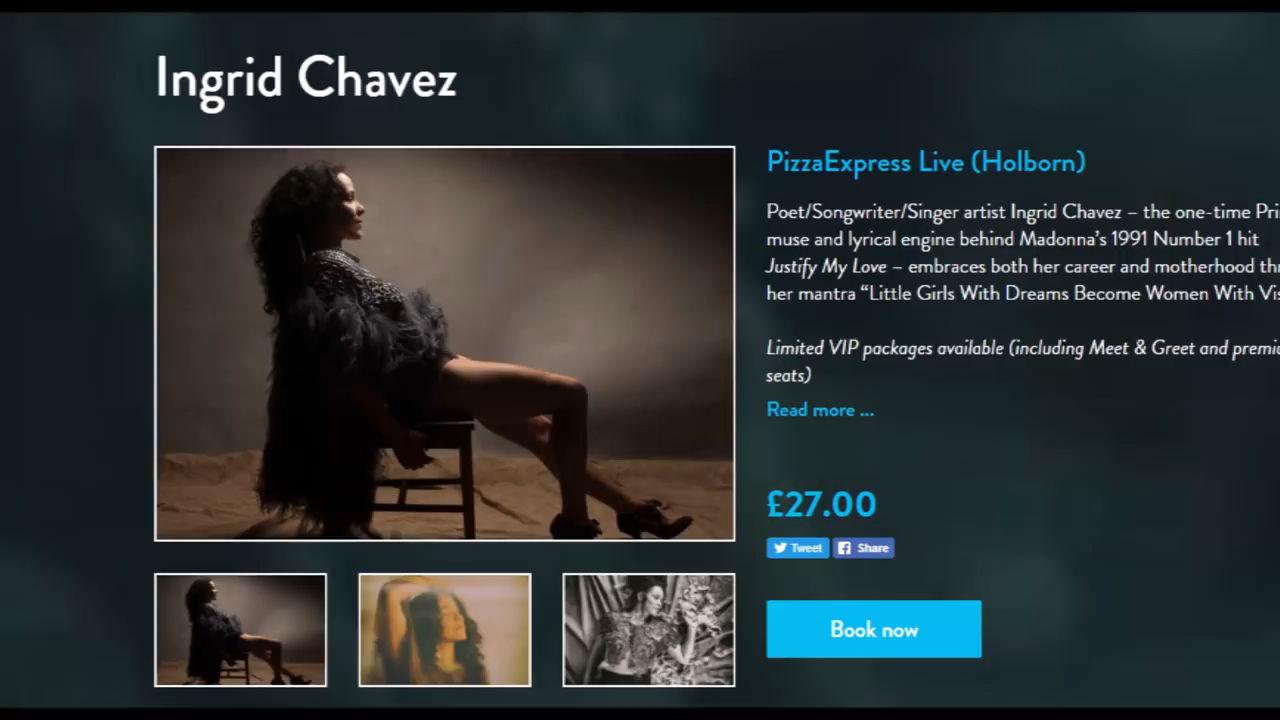 Ingrid Chavez
PizzaExpress Live (Holborn)
Poet/Songwriter/Singer artist Ingrid Chavez – the one-time
muse and lyrical engine behind Madonna's 1991 Number 1 hit
Justify My Love – embraces both her career and motherhood
her mantra “Little Girls With Dreams Become Women With
Limited VIP packages available (including Meet & Greet and
seats)
Read more ...
£27.00
Tweet
Share
Book now